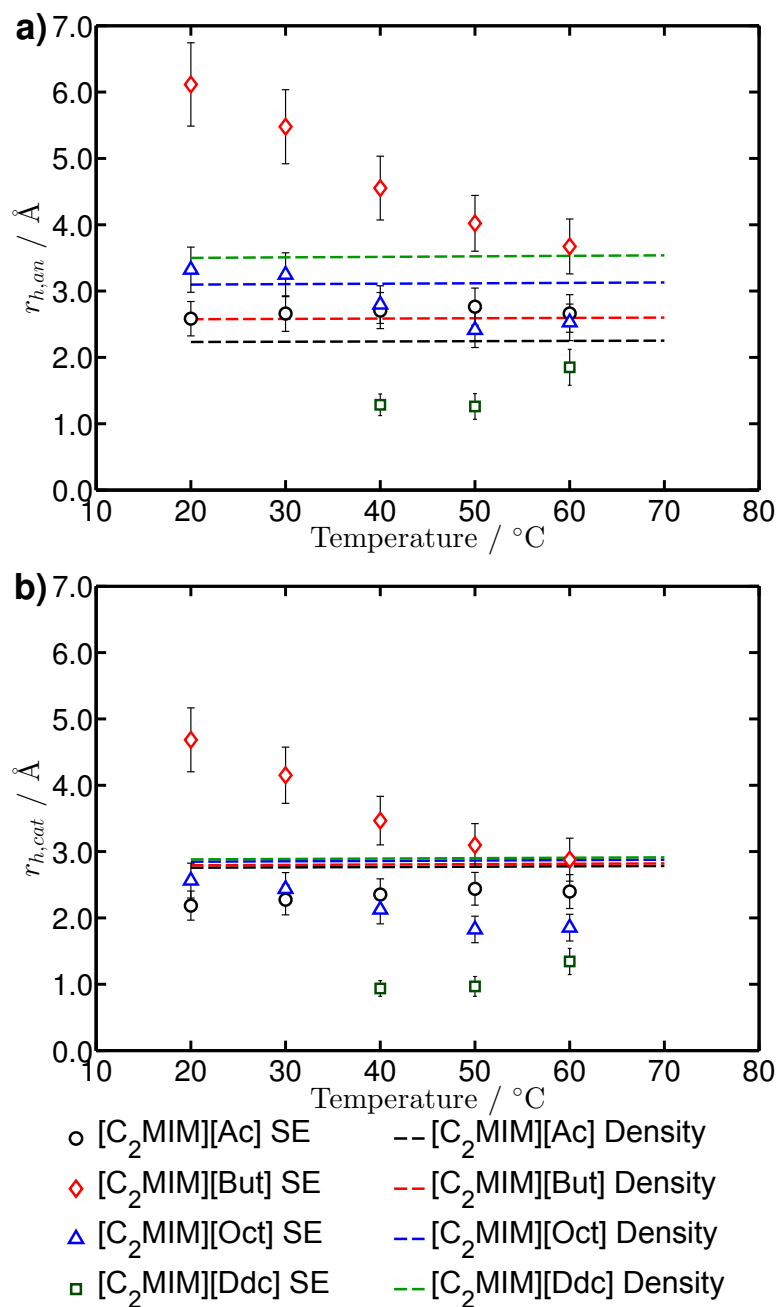 a)
7.0
6.0
5.0
4.0
3.0
2.0
1.0
0.0
r_{h,an} / Å
10 20 30 40 50 60 70 80
Temperature / °C
b)
7.0
6.0
5.0
4.0
3.0
2.0
1.0
0.0
r_{h,cat} / Å
10 20 30 40 50 60 70 80
Temperature / °C
[C₂MIM][Ac] SE [C₂MIM][Ac] Density
[C₂MIM][But] SE [C₂MIM][But] Density
[C₂MIM][Oct] SE [C₂MIM][Oct] Density
[C₂MIM][Ddc] SE [C₂MIM][Ddc] Density